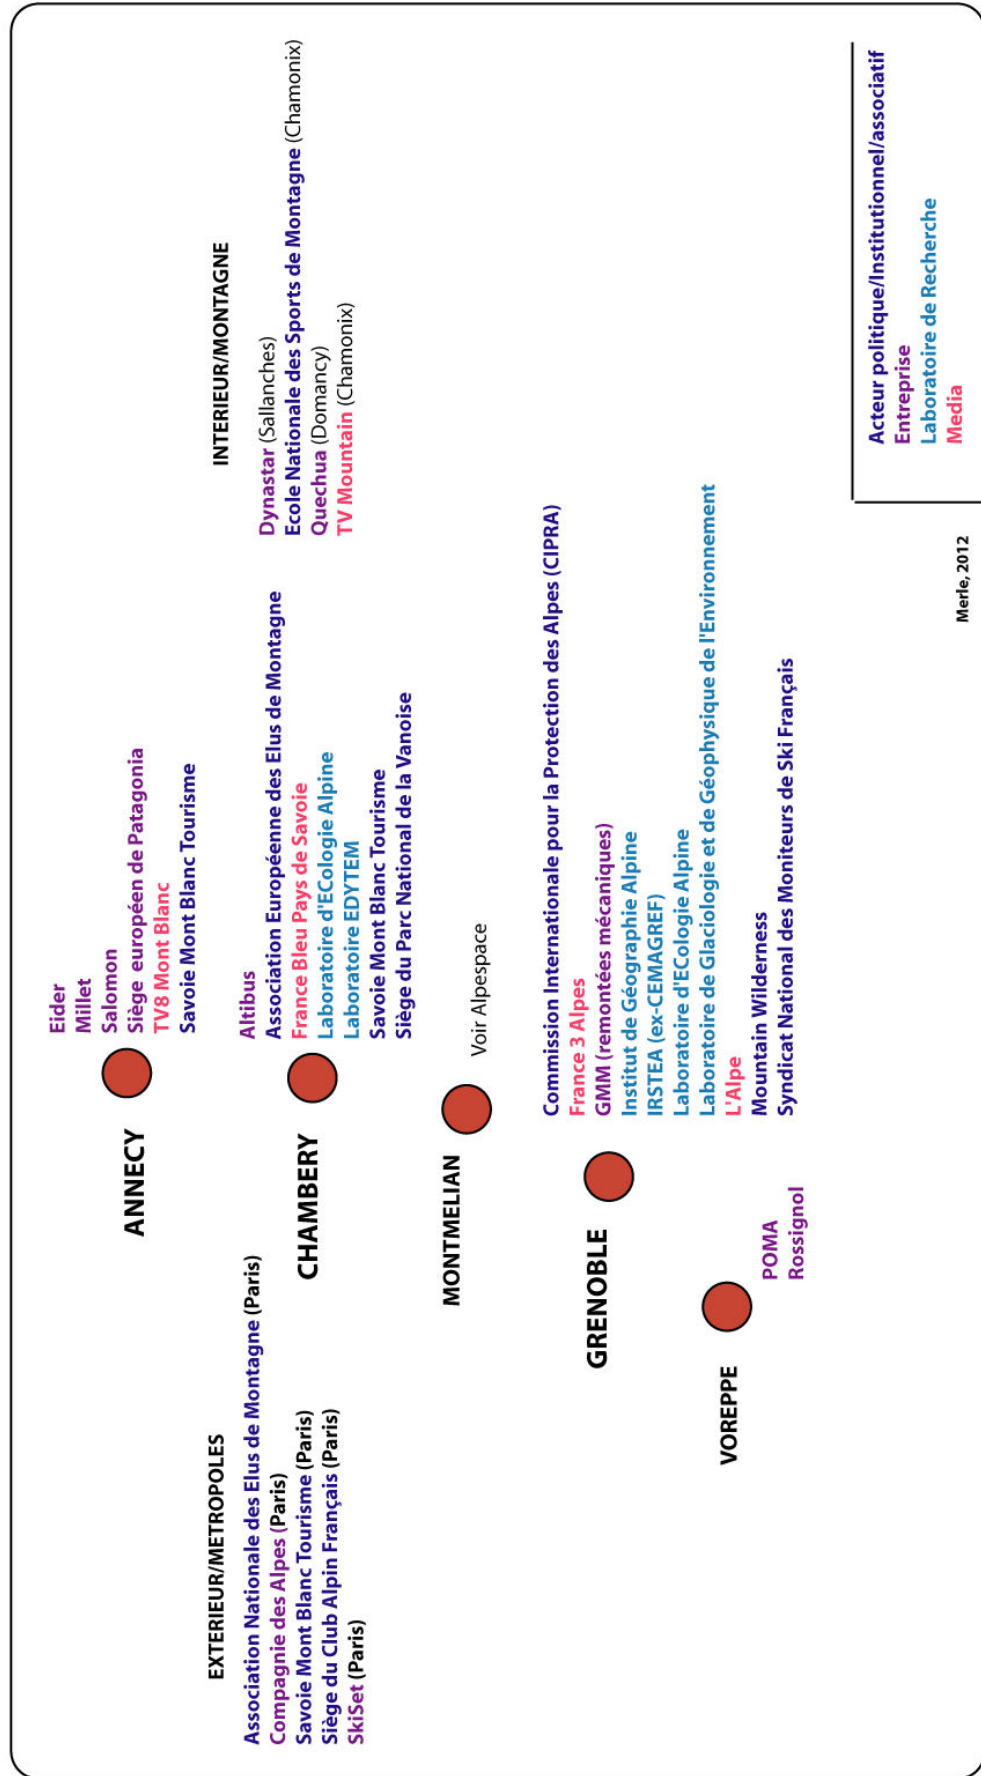 EXTERIEUR/METROPOLES
Association Nationale des Elus de Montagne (Paris)
Compagnie des Alpes (Paris)
Savoie Mont Blanc Tourisme (Paris)
Siège du Club Alpin Français (Paris)
SkiSet (Paris)
ANNECY
Eider
Millet
Salomon
Siège européen de Patagonia
TV8 Mont Blanc
Savoie Mont Blanc Tourisme
CHAMBERY
Altibus
Association Européenne des Elus de Montagne
France Bleu Pays de Savoie
Laboratoire d'ECologie Alpine
Laboratoire EDYTEM
Savoie Mont Blanc Tourisme
Siège du Parc National de la Vanoise
MONTMELIAN
Voir Alpespace
GRENOBLE
Commission Internationale pour la Protection des Alpes (CIPRA)
France 3 Alpes
GMM (remontées mécaniques)
Institut de Géographie Alpine
IRSTEA (ex-CEMAGREF)
Laboratoire d'ECologie Alpine
Laboratoire de Glaciologie et de Géophysique de l'Environnement
L'Alpe
Mountain Wilderness
Syndicat National des Moniteurs de Ski Français
VOREPPE
POMA
Rossignol
INTERIEUR/MONTAGNE
Dynastar (Sallanches)
Ecole Nationale des Sports de Montagne (Chamonix)
Quechua (Domancy)
TV Mountain (Chamonix)
Acteur politique/Institutionnel/associatif
Entreprise
Laboratoire de Recherche
Media
Merle, 2012